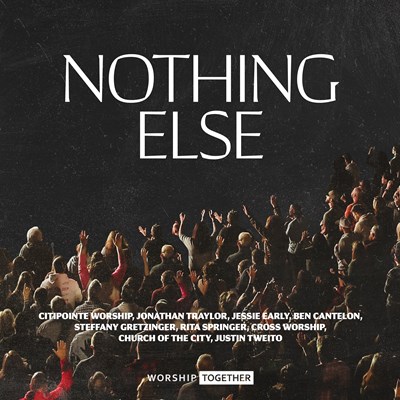 NOTHING
ELSE
CITIPOINTE WORSHIP, JONATHAN TRAYLOR, JESSIE EARLY, BEN CANTELON,
STEFFANY GRETZINGER, RITA SPRINGER, CROSS WORSHIP,
CHURCH OF THE CITY, JUSTIN TWEITO
WORSHIP TOGETHER